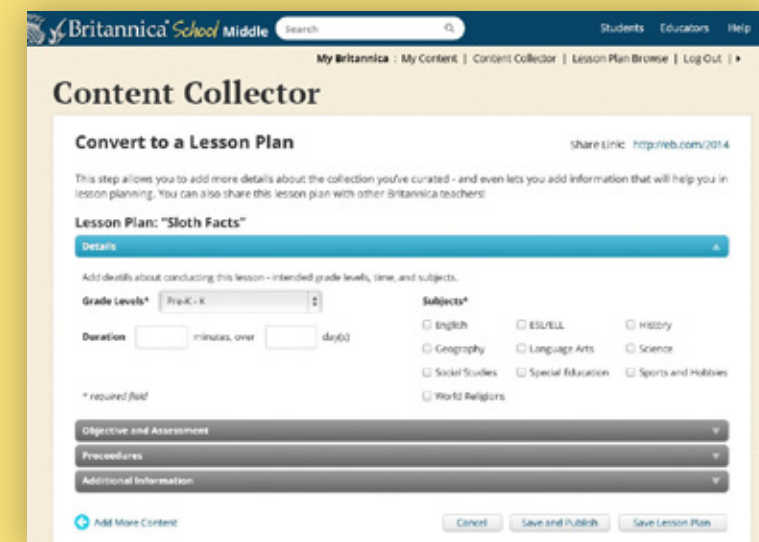 Britannica® School Middle Search Students Educators Help
My Britannica : My Content | Content Collector | Lesson Plan Browse | Log Out |
Content Collector
Convert to a Lesson Plan Share Link: http://eb.com/2014
This step allows you to add more details about the collection you've curated - and even lets you add information that will help you in
lesson planning. You can also share this lesson plan with other Britannica teachers!
Lesson Plan: "Sloth Facts"
Details
Add deatils about conducting this lesson - intended grade levels, time, and subjects.
Grade Levels* Pre-K - K Subjects*
English ESL/ELL History
Duration minutes, over day(s)
Geography Language Arts Science
Social Studies Special Education Sports and Hobbies
* required field World Religions
Objective and Assessment
Proceedures
Additional Information
Add More Content Cancel Save and Publish Save Lesson Plan